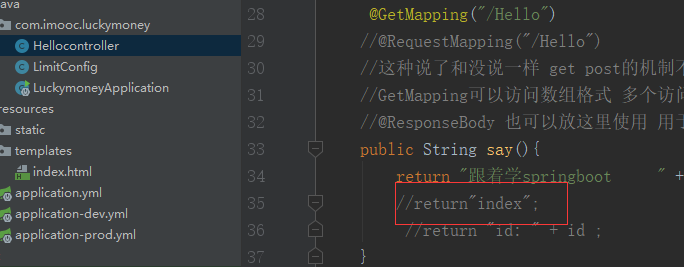 ava
com.imooc.luckymoney
Hellocontroller
LimitConfig
LuckymoneyApplication
resources
static
templates
index.html
application.yml
application-dev.yml
application-prod.yml
28 @GetMapping("/Hello")
29 //@RequestMapping("/Hello")
30 //这种说了和没说一样 get post的机制
31 //GetMapping可以访问数组格式 多个访
32 //@ResponseBody 也可以放这里使用 用
33 public String say(){
34 return "跟着学springboot " +
35 //return"index";
36 //return "id: " + id ;
37 }